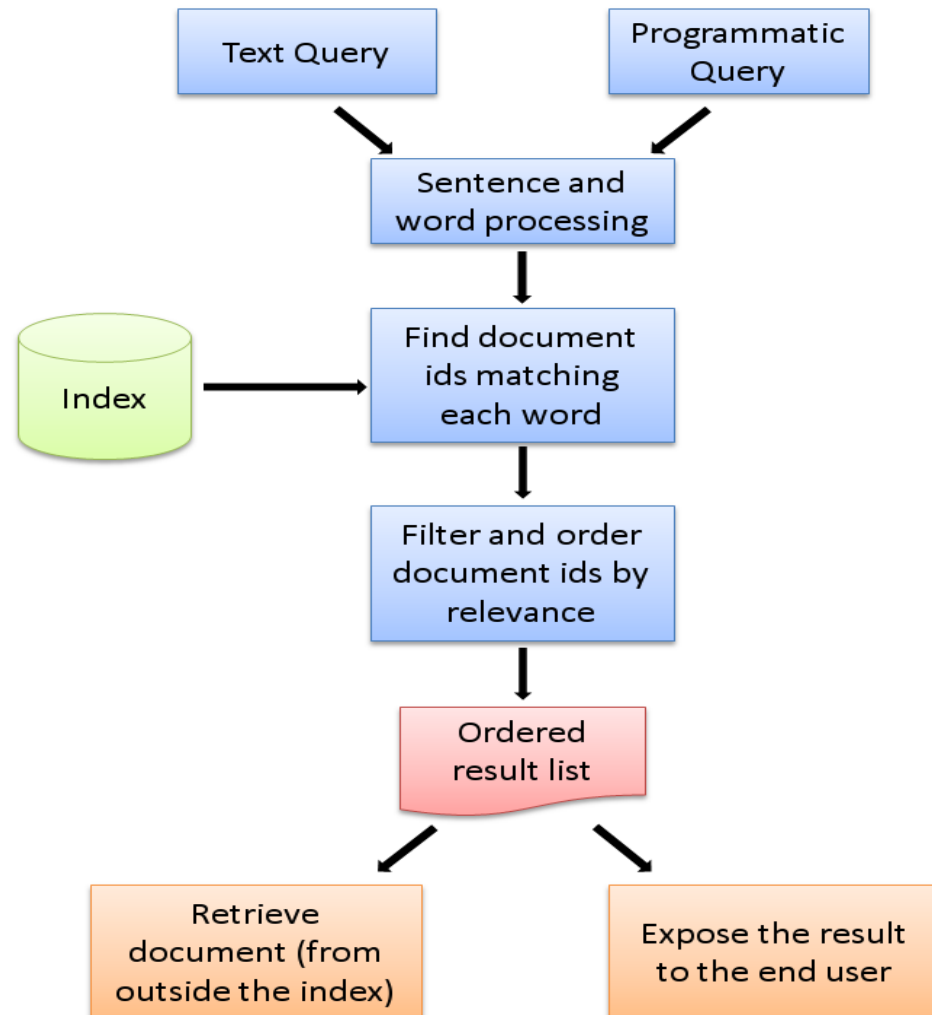 Text Query
Programmatic
Query
Sentence and
word processing
Index
Find document
ids matching
each word
Filter and order
document ids by
relevance
Ordered
result list
Retrieve
document (from
outside the index)
Expose the result
to the end user